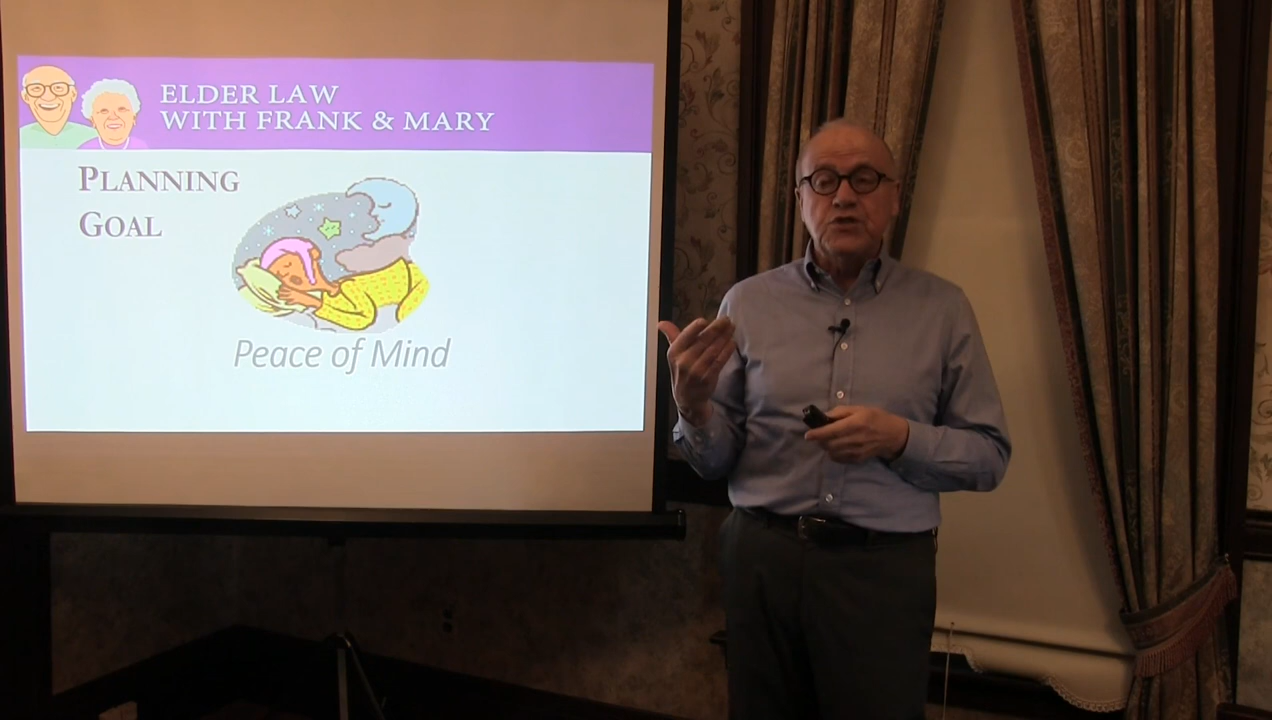 ELDER LAW
WITH FRANK & MARY
PLANNING
GOAL
Peace of Mind